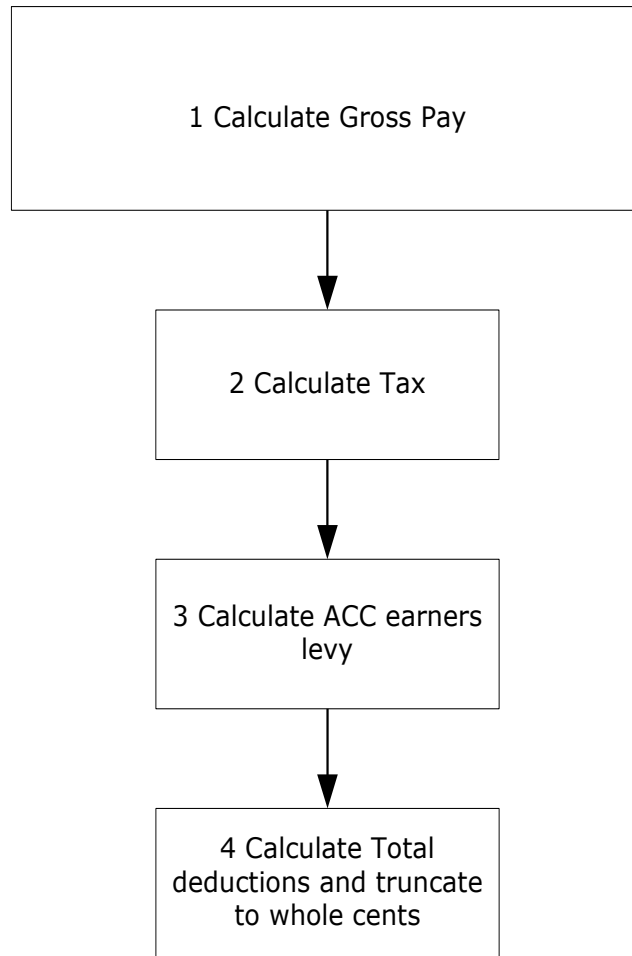 1 Calculate Gross Pay
2 Calculate Tax
3 Calculate ACC earners
levy
4 Calculate Total
deductions and truncate
to whole cents